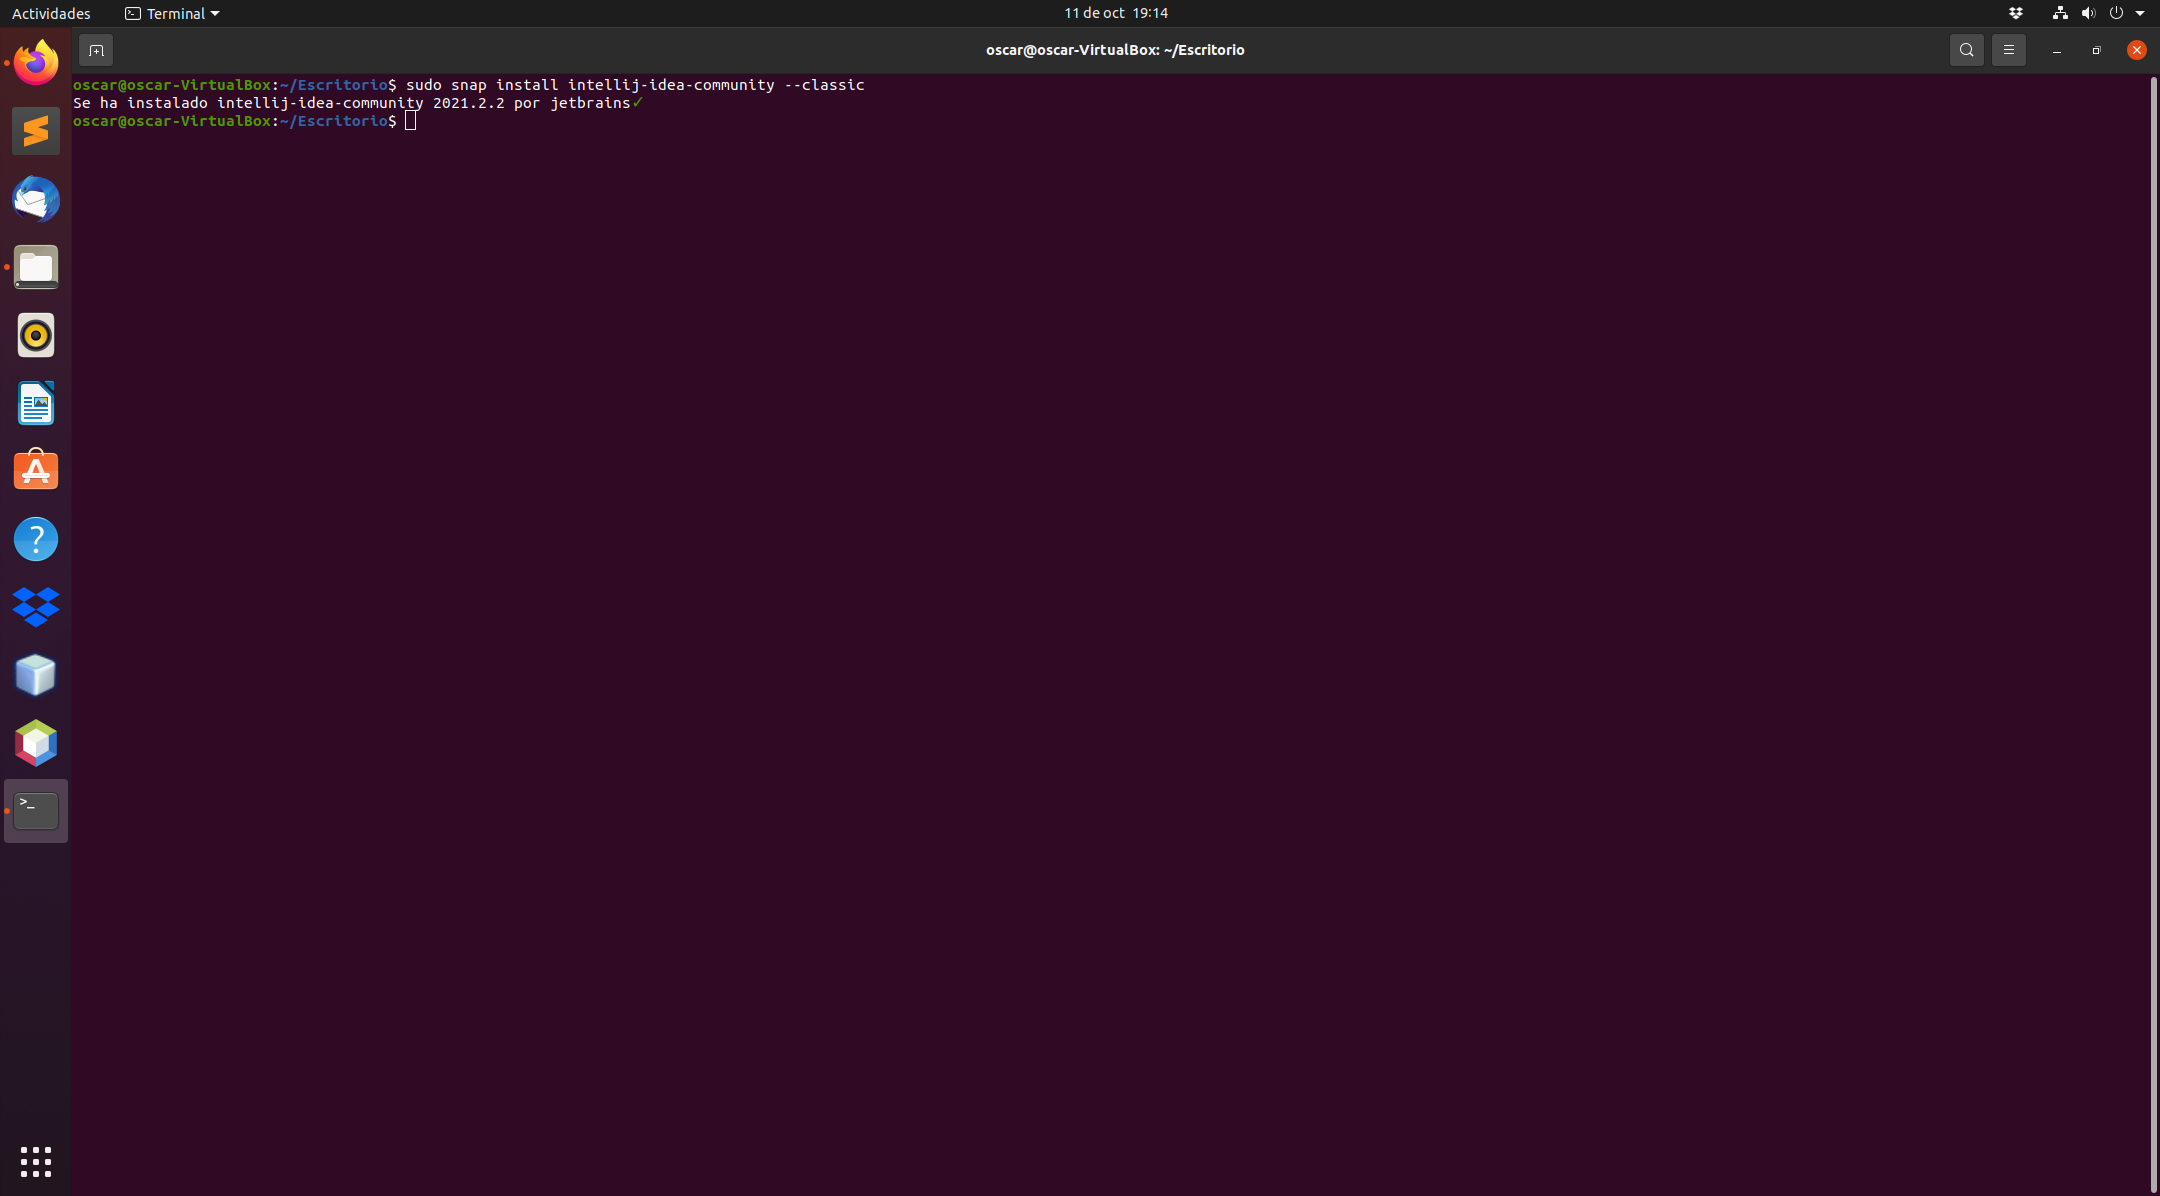 Actividades Terminal 11 de oct 19:14
oscar@oscar-VirtualBox: ~/Escritorio
oscar@oscar-VirtualBox:~/Escritorio$ sudo snap install intellij-idea-community --classic
Se ha instalado intellij-idea-community 2021.2.2 por jetbrains✓
oscar@oscar-VirtualBox:~/Escritorio$